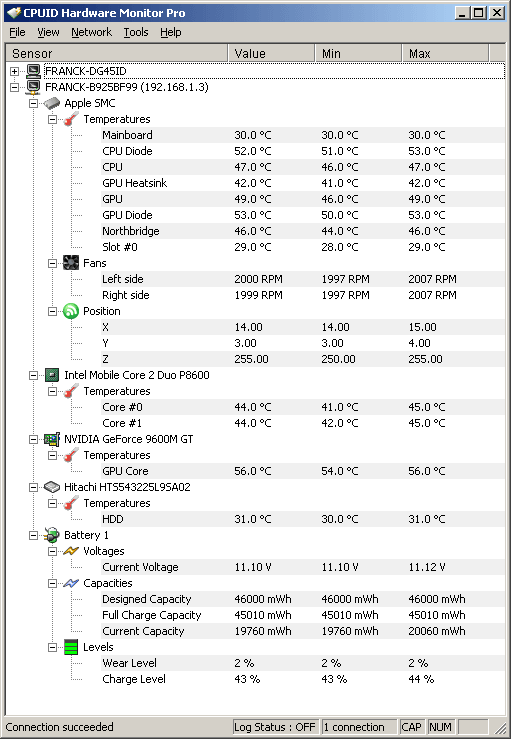 CPUID Hardware Monitor Pro
File View Network Tools Help
Sensor Value Min Max
FRANCK-DG45ID
FRANCK-B925BF99 (192.168.1.3)
Apple SMC
Temperatures
Mainboard 30.0 °C 30.0 °C 30.0 °C
CPU Diode 52.0 °C 51.0 °C 53.0 °C
CPU 47.0 °C 46.0 °C 47.0 °C
GPU Heatsink 42.0 °C 41.0 °C 42.0 °C
GPU 49.0 °C 46.0 °C 49.0 °C
GPU Diode 53.0 °C 50.0 °C 53.0 °C
Northbridge 46.0 °C 44.0 °C 46.0 °C
Slot #0 29.0 °C 28.0 °C 29.0 °C
Fans
Left side 2000 RPM 1997 RPM 2007 RPM
Right side 1999 RPM 1997 RPM 2007 RPM
Position
X 14.00 14.00 15.00
Y 3.00 3.00 4.00
Z 255.00 250.00 255.00
Intel Mobile Core 2 Duo P8600
Temperatures
Core #0 44.0 °C 41.0 °C 45.0 °C
Core #1 44.0 °C 42.0 °C 45.0 °C
NVIDIA GeForce 9600M GT
Temperatures
GPU Core 56.0 °C 54.0 °C 56.0 °C
Hitachi HTS543225L9SA02
Temperatures
HDD 31.0 °C 30.0 °C 31.0 °C
Battery 1
Voltages
Current Voltage 11.10 V 11.10 V 11.12 V
Capacities
Designed Capacity 46000 mWh 46000 mWh 46000 mWh
Full Charge Capacity 45010 mWh 45010 mWh 45010 mWh
Current Capacity 19760 mWh 19760 mWh 20060 mWh
Levels
Wear Level 2 % 2 % 2 %
Charge Level 43 % 43 % 44 %
Connection succeeded Log Status : OFF 1 connection CAP NUM